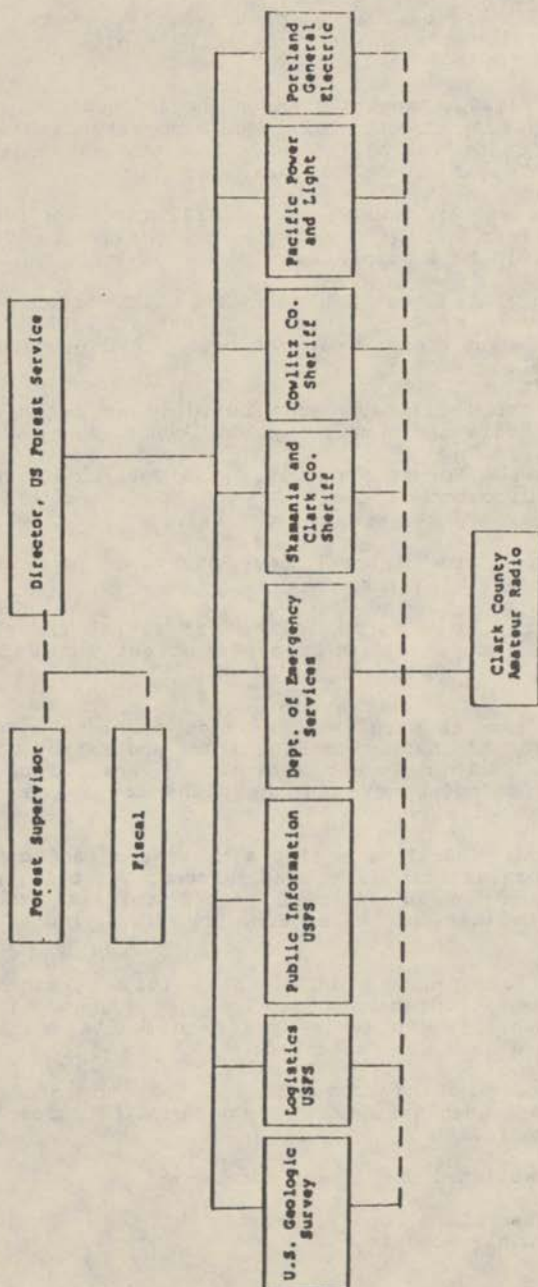 Forest Supervisor
Fiscal
Director, US Forest Service
U.S. Geologic
Survey
Logistics
USFS
Public Information
USFS
Dept. of Emergency
Services
Skamania and
Clark Co.
Sheriff
Cowlitz Co.
Sheriff
Pacific Power
and Light
Portland
General
Electric
Clark County
Amateur Radio